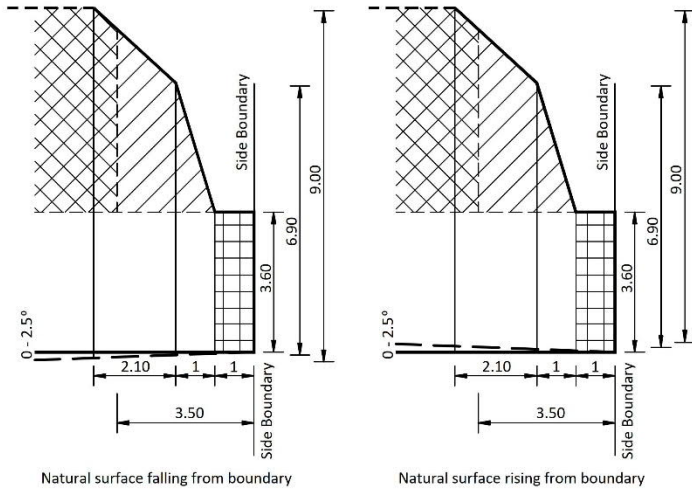 Side Boundary
9.00
6.90
3.60
0 - 2.5°
2.10
1
1
3.50
Side Boundary
Natural surface falling from boundary
Side Boundary
9.00
6.90
3.60
0 - 2.5°
2.10
1
1
3.50
Side Boundary
Natural surface rising from boundary